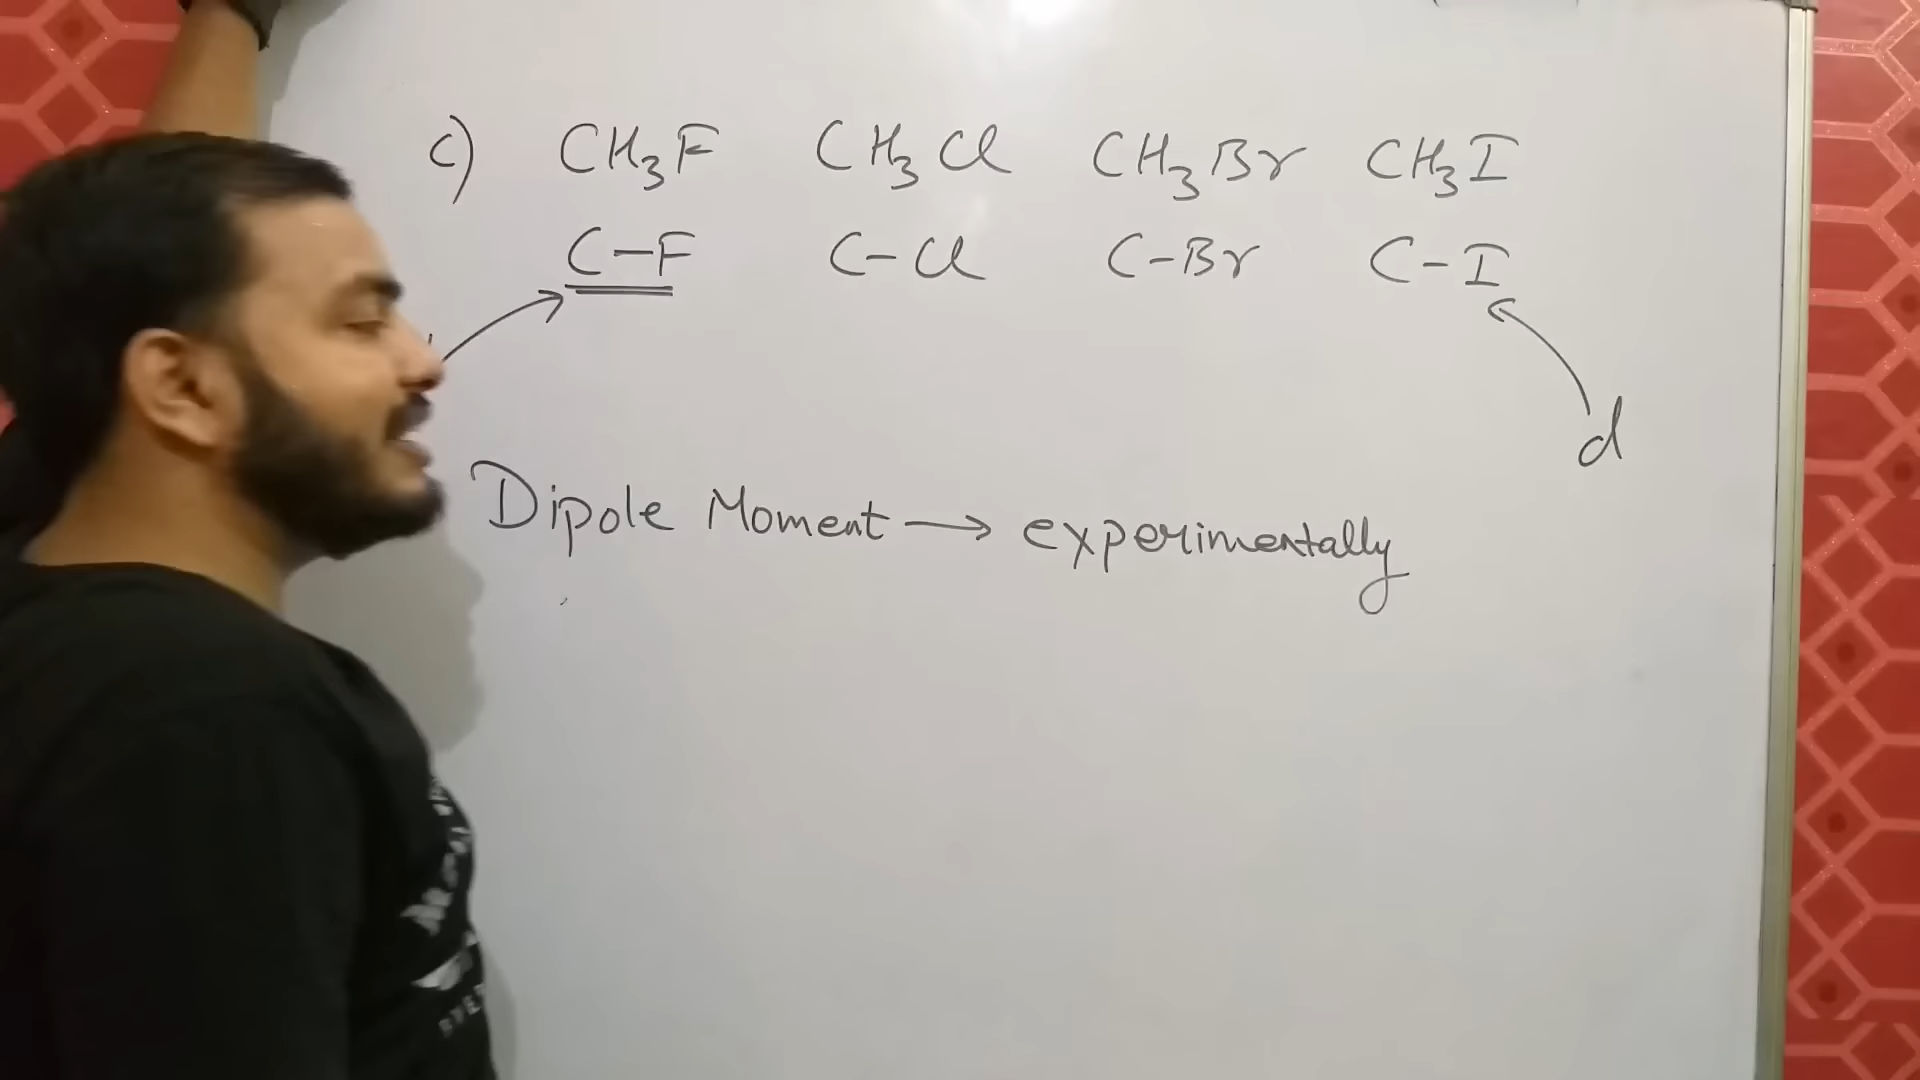 c) CH₃F CH₃Cl CH₃Br CH₃I
C-F C-Cl C-Br C-I
d
Dipole Moment → experimentally